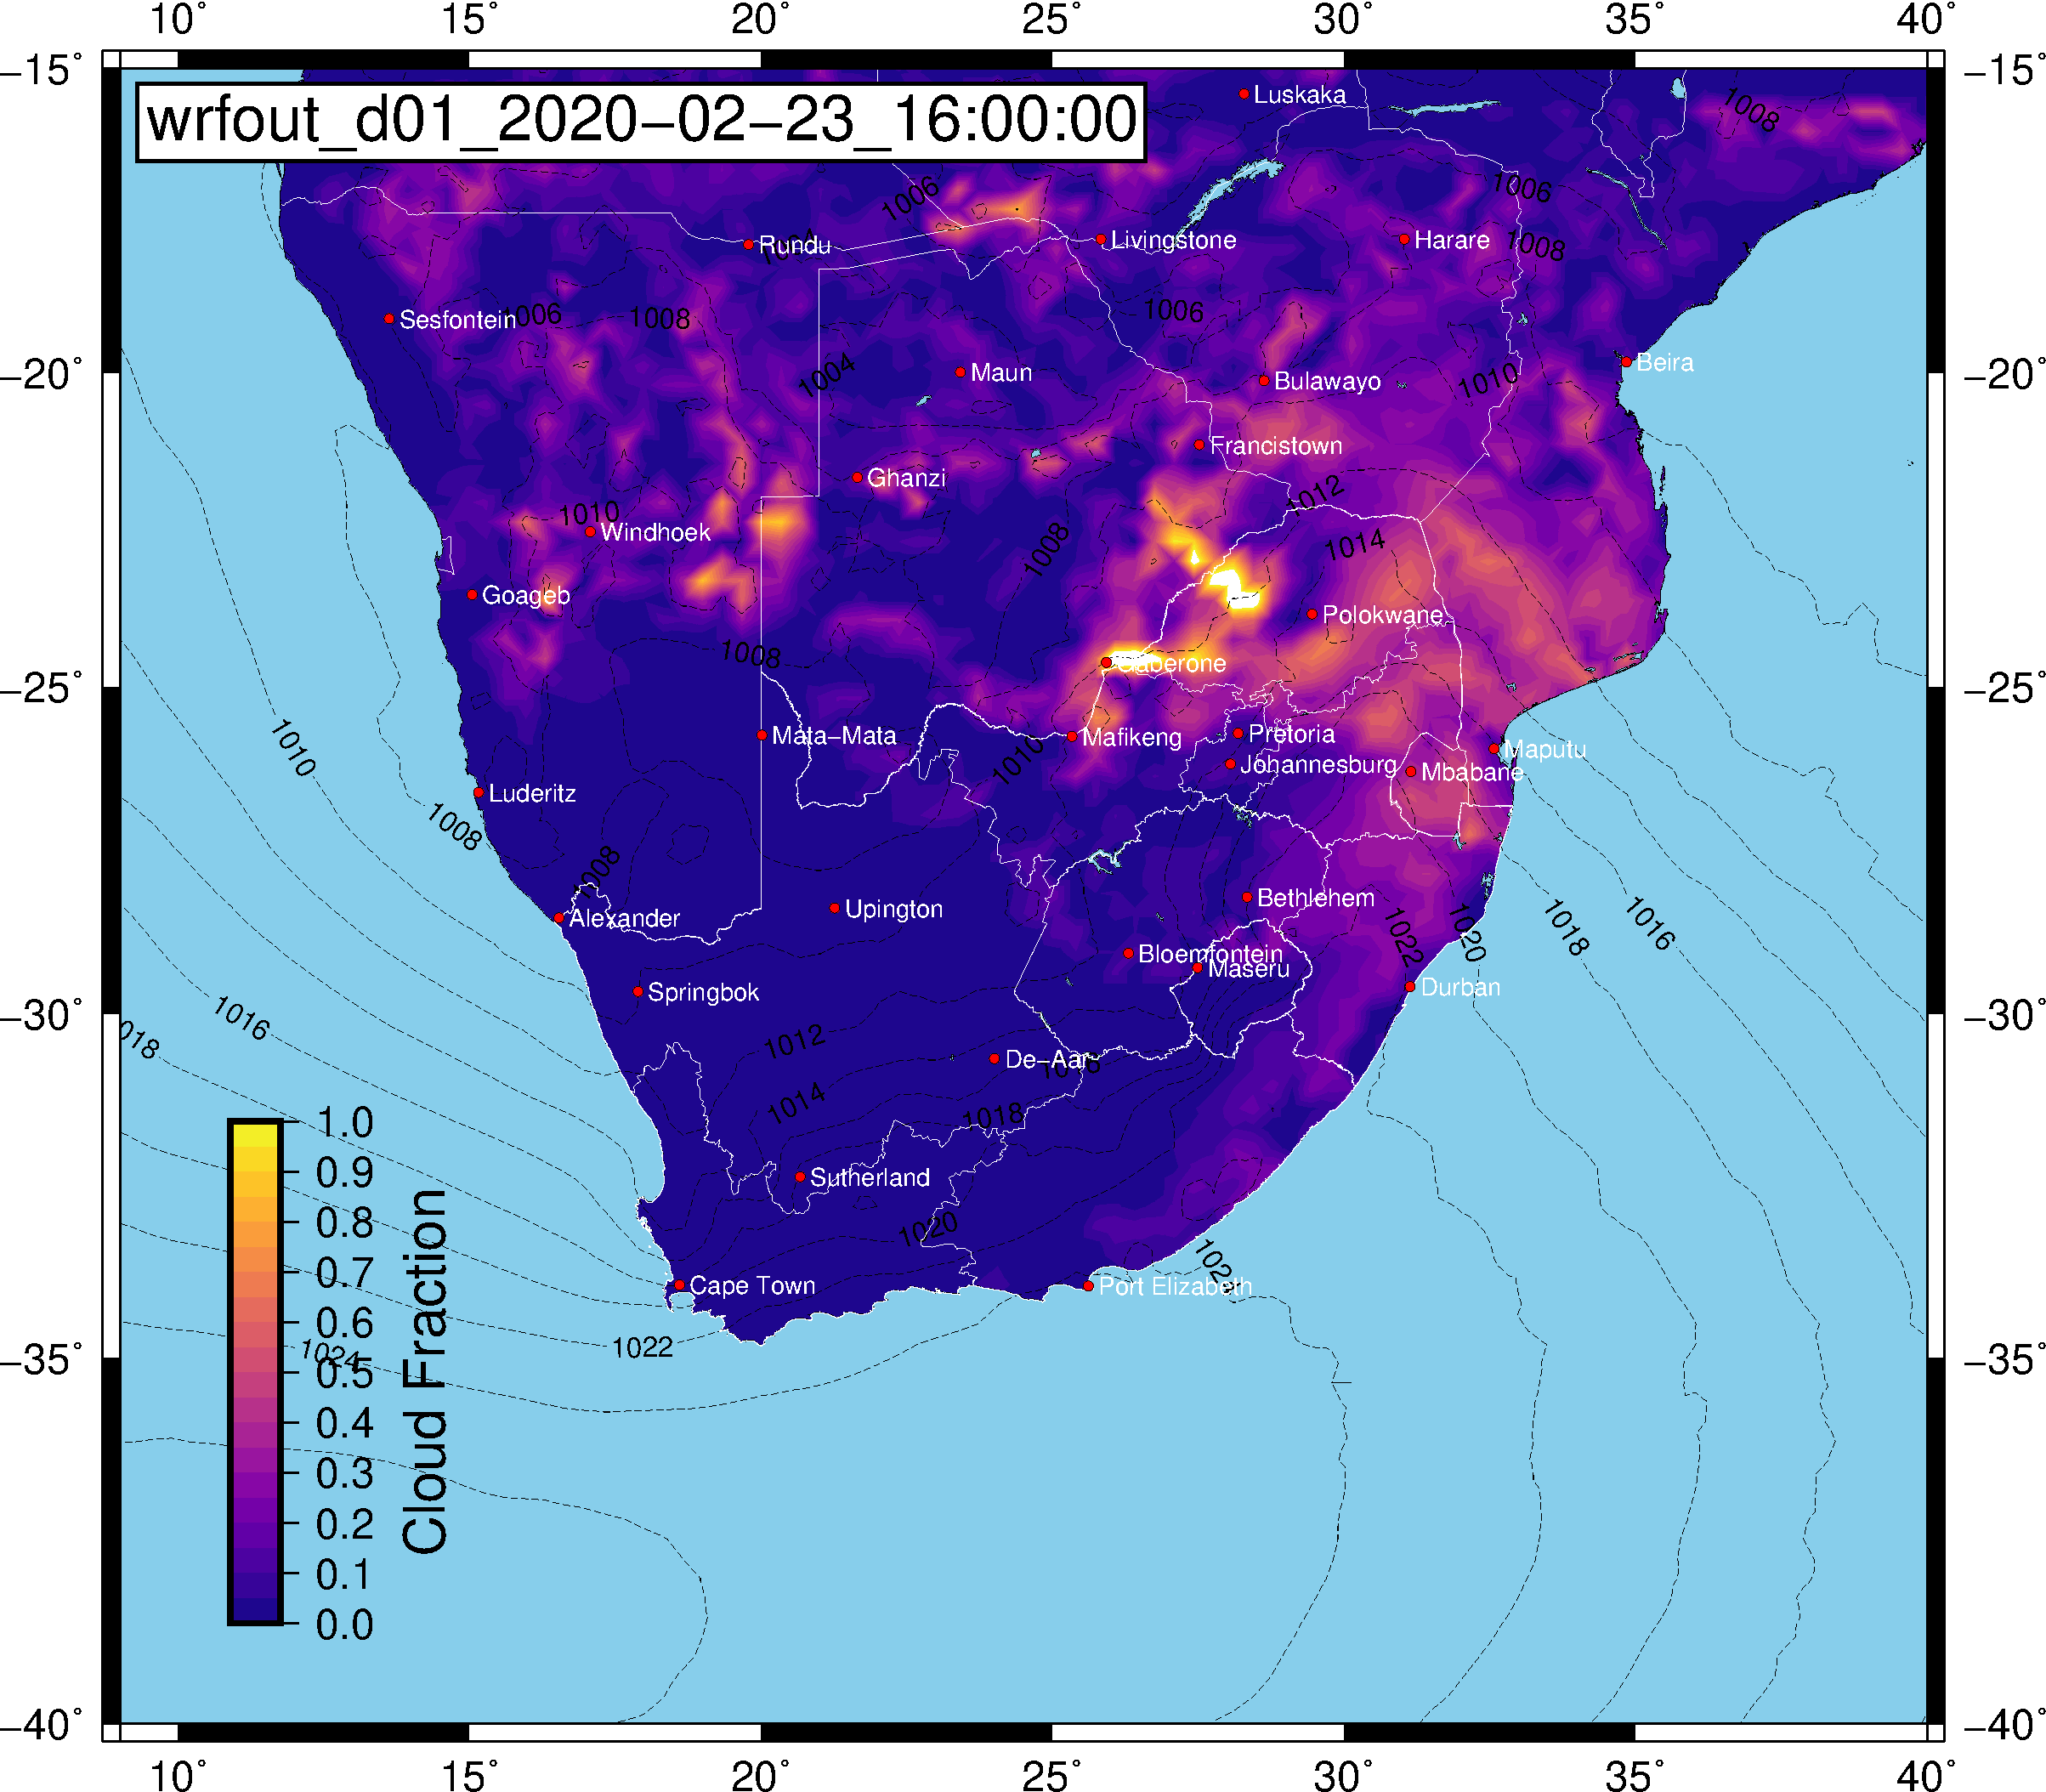 10° 15° 20° 25° 30° 35° 40°
−15° −15°
wrfout_d01_2020−02−23_16:00:00
Luskaka
1008
1006
1006
Rundu
1004
Livingstone
Harare
1008
Sesfontein
1006
1008
1006
−20° −20°
Maun
1004
Bulawayo
1010
Beira
Francistown
Ghanzi
1012
1010
Windhoek
1008
1014
Goageb
Polokwane
1008
Gaberone
−25° −25°
1010
Mata−Mata
1010
Mafikeng
Pretoria
Johannesburg
Maputu
Mbabane
Luderitz
1008
1008
Alexander
Upington
Bethlehem
1022
1020
1018
1016
Bloemfontein
Maseru
Springbok
Durban
−30° −30°
1016
1018
1012
De−Aar
1014
1018
Sutherland
1020
Cape Town
Port Elizabeth
1022
1024
−35° −35°
1.0
0.9
0.8
0.7
0.6
0.5
0.4
0.3
0.2
0.1
0.0
Cloud Fraction
−40° −40°
10° 15° 20° 25° 30° 35° 40°